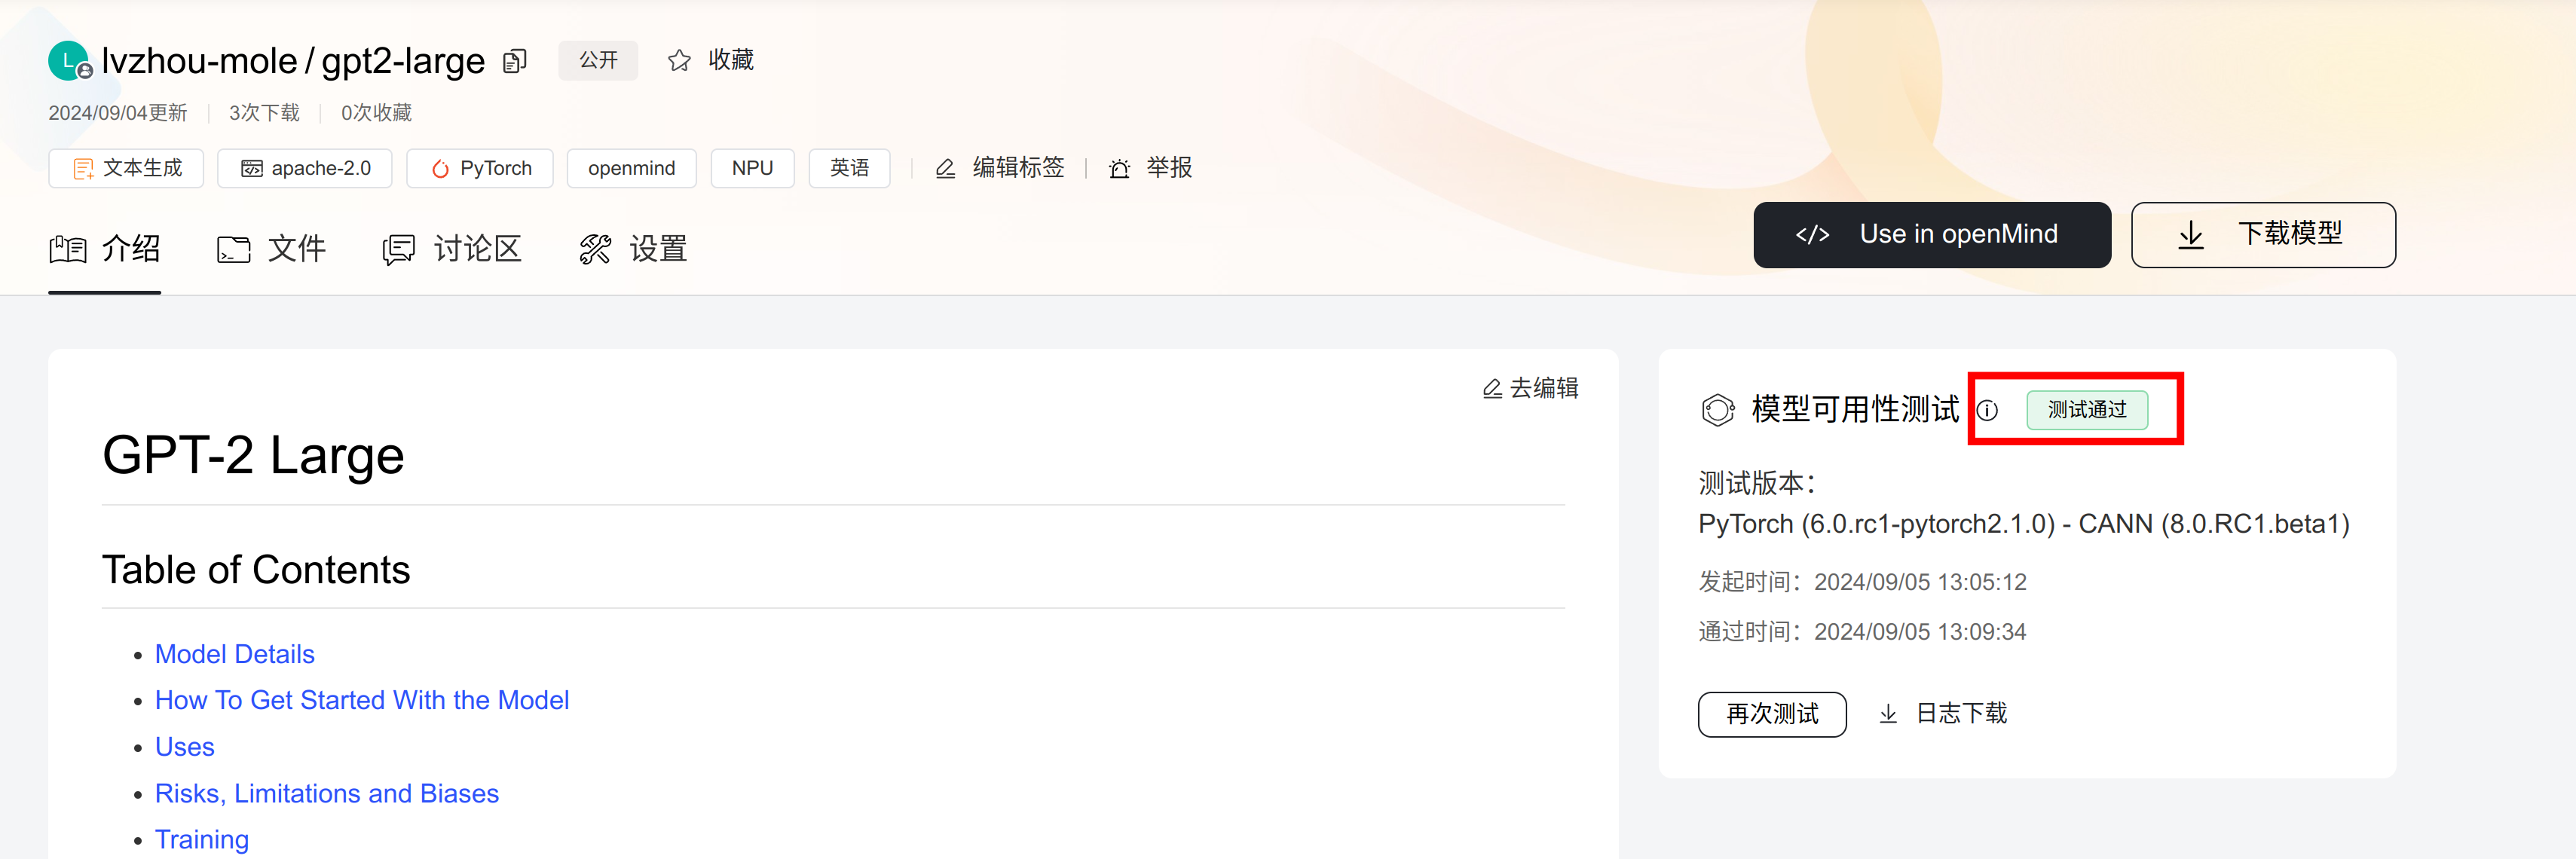 L lvzhou-mole / gpt2-large 公开 收藏
2024/09/04更新 3次下载 0次收藏
文本生成 apache-2.0 PyTorch openmind NPU 英语 编辑标签 举报
介绍 文件 讨论区 设置
</> Use in openMind 下载模型
去编辑
GPT-2 Large
Table of Contents
Model Details
How To Get Started With the Model
Uses
Risks, Limitations and Biases
Training
模型可用性测试 测试通过
测试版本：
PyTorch (6.0.rc1-pytorch2.1.0) - CANN (8.0.RC1.beta1)
发起时间：2024/09/05 13:05:12
通过时间：2024/09/05 13:09:34
再次测试 日志下载